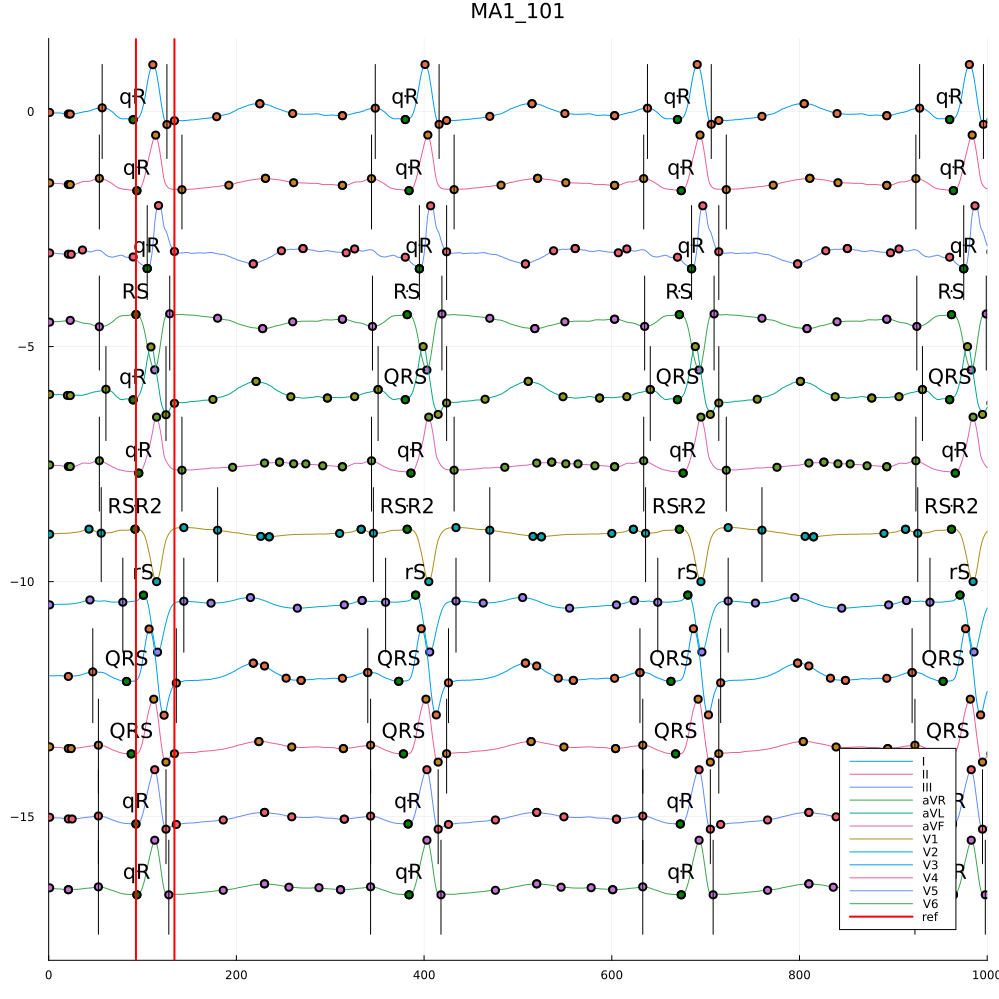 MA1_101
0
qR qR qR qR
qR qR qR qR
qR qR qR qR
RS RS RS RS
−5
qR QRS QRS QRS
qR qR qR qR
RSR2 RSR2 RSR2 RSR2
−10
rS rS rS rS
QRS QRS QRS QRS
QRS QRS QRS QRS
−15
qR qR qR R
qR qR qR R
I
II
III
aVR
aVL
aVF
V1
V2
V3
V4
V5
V6
ref
0 200 400 600 800 1000